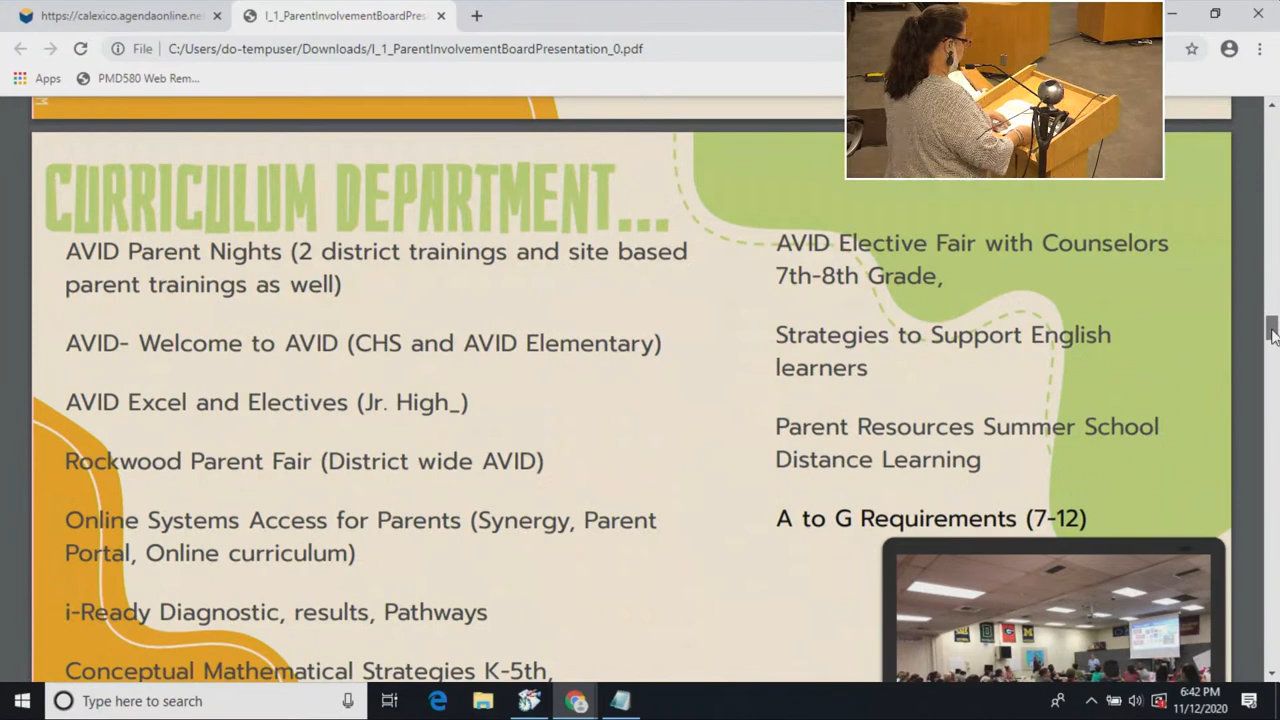 https://calexico.agendaonline.ne
I_1_ParentInvolvementBoardPres
File
C:/Users/do-tempuser/Downloads/I_1_ParentInvolvementBoardPresentation_0.pdf
Apps
PMD580 Web Rem...
CURRICULUM DEPARTMENT...
AVID Parent Nights (2 district trainings and site based
parent trainings as well)
AVID- Welcome to AVID (CHS and AVID Elementary)
AVID Excel and Electives (Jr. High_)
Rockwood Parent Fair (District wide AVID)
Online Systems Access for Parents (Synergy, Parent
Portal, Online curriculum)
i-Ready Diagnostic, results, Pathways
Conceptual Mathematical Strategies K-5th,
AVID Elective Fair with Counselors
7th-8th Grade,
Strategies to Support English
learners
Parent Resources Summer School
Distance Learning
A to G Requirements (7-12)
Type here to search
6:42 PM
11/12/2020